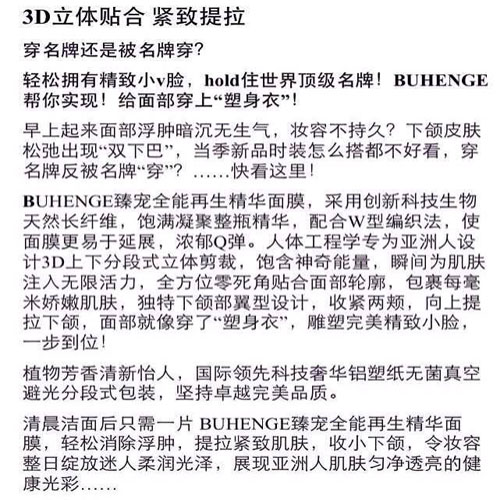 3D立体贴合 紧致提拉
穿名牌还是被名牌穿？
轻松拥有精致小v脸，hold住世界顶级名牌！BUHENGE
帮你实现！给面部穿上“塑身衣”！
早上起来面部浮肿暗沉无生气，妆容不持久？下颌皮肤
松弛出现“双下巴”，当季新品时装怎么搭都不好看，穿
名牌反被名牌“穿”？……快看这里！
BUHENGE臻宠全能再生精华面膜，采用创新科技生物
天然长纤维，饱满凝聚整瓶精华，配合W型编织法，使
面膜更易于延展，浓郁Q弹。人体工程学专为亚洲人设
计3D上下分段式立体剪裁，饱含神奇能量，瞬间为肌肤
注入无限活力，全方位零死角贴合面部轮廓，包裹每毫
米娇嫩肌肤，独特下颌部翼型设计，收紧两颊，向上提
拉下颌，面部就像穿了“塑身衣”，雕塑完美精致小脸，
一步到位！
植物芳香清新怡人，国际领先科技奢华铝塑纸无菌真空
避光分段式包装，坚持卓越完美品质。
清晨洁面后只需一片 BUHENGE臻宠全能再生精华面
膜，轻松消除浮肿，提拉紧致肌肤，收小下颌，令妆容
整日绽放迷人柔润光泽，展现亚洲人肌肤匀净透亮的健
康光彩……